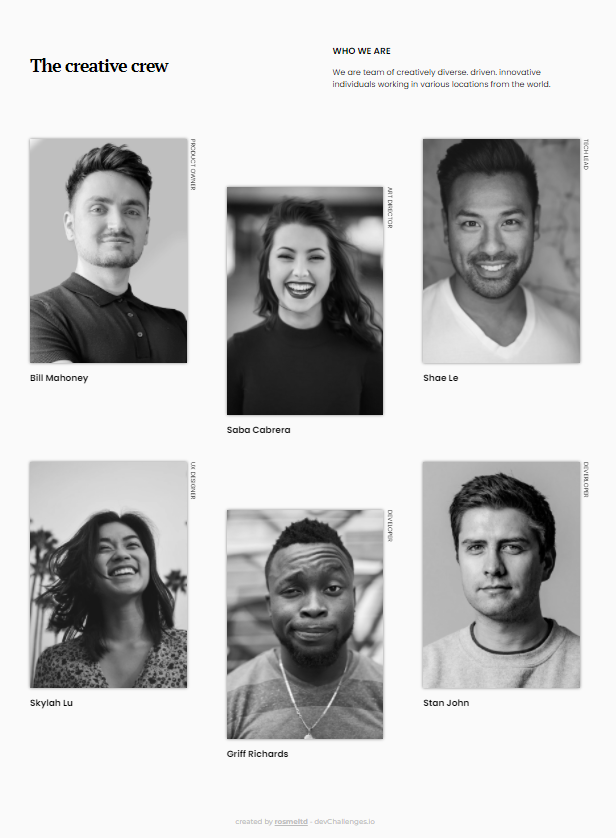 The creative crew
WHO WE ARE
We are team of creatively diverse. driven. innovative
individuals working in various locations from the world.
PRODUCT OWNER
Bill Mahoney
ART DIRECTOR
Saba Cabrera
TECH LEAD
Shae Le
UX DESIGNER
Skylah Lu
DEVELOPER
Griff Richards
DEVERLOPER
Stan John
created by rosmeltd - devChallenges.io